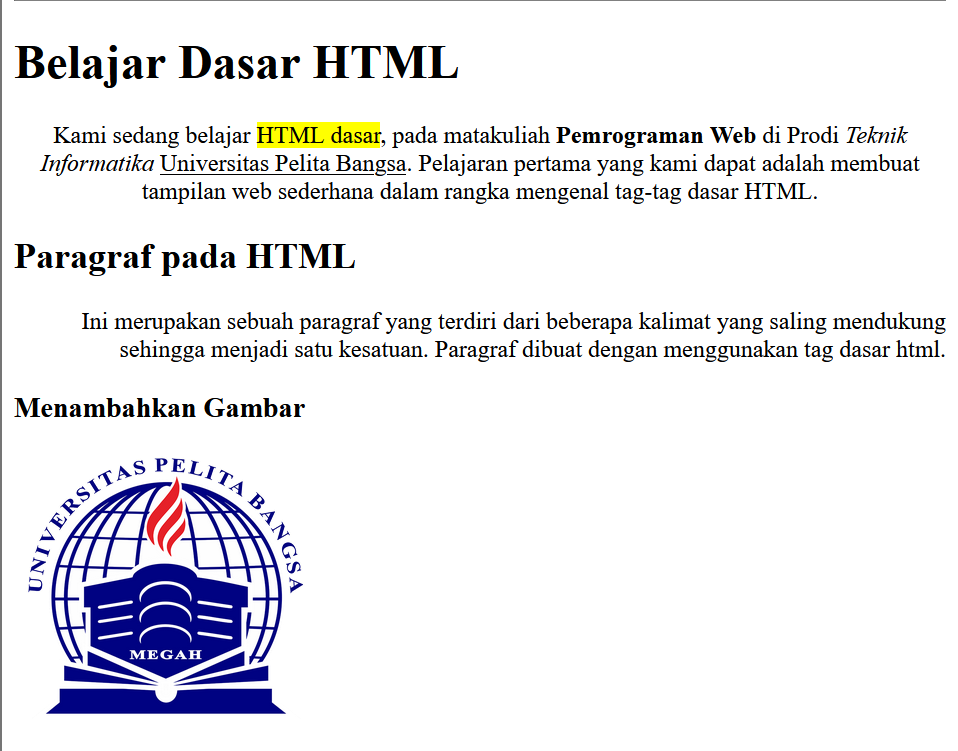 Belajar Dasar HTML
Kami sedang belajar HTML dasar, pada matakuliah Pemrograman Web di Prodi Teknik
Informatika Universitas Pelita Bangsa. Pelajaran pertama yang kami dapat adalah membuat
tampilan web sederhana dalam rangka mengenal tag-tag dasar HTML.
Paragraf pada HTML
Ini merupakan sebuah paragraf yang terdiri dari beberapa kalimat yang saling mendukung
sehingga menjadi satu kesatuan. Paragraf dibuat dengan menggunakan tag dasar html.
Menambahkan Gambar
UNIVERSITAS PELITA BANGSA
MEGAH